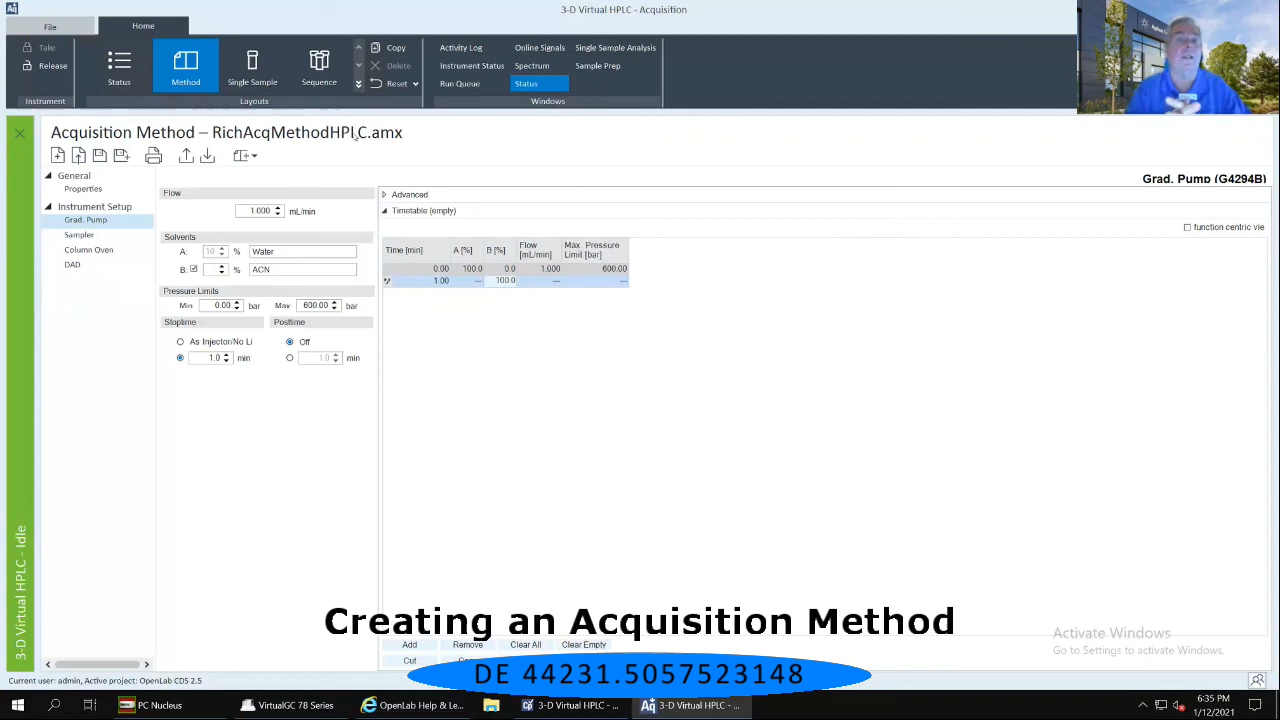 3-D Virtual HPLC - Acquisition
File
Home
Take
Release
Status
Method
Single Sample
Sequence
Copy
Delete
Reset
Activity Log
Online Signals
Single Sample Analysis
Instrument Status
Spectrum
Sample Prep
Run Queue
Status
Instrument
Layouts
Windows
Acquisition Method – RichAcqMethodHPLC.amx
Grad. Pump (G4294B)
General
Properties
Instrument Setup
Grad. Pump
Sampler
Column Oven
DAD
Flow
1.000 mL/min
Solvents
A: 10 % Water
B: % ACN
Pressure Limits
Min: 0.00 bar Max: 600.00 bar
Stoptime
Posttime
As Injector/No Li
Off
1.0 min
1.0 min
Advanced
Timetable (empty)
function centric vie
Time [min] A [%] B [%] Flow [mL/min] Max. Pressure Limit [bar]
0.00 100.0 0.0 1.000 600.00
1.00 --- 100.0 --- ---
Creating an Acquisition Method
Add Remove Clear All Clear Empty
Cut
DE 44231.5057523148
Activate Windows
Go to Settings to activate Windows.
3-D Virtual HPLC - Idle
Current user: admin, Active project: OpenLab CDS 2.5
PC Nucleus
VirtualGC 78 Series
OpenLab Help & Le...
3-D Virtual HPLC - ...
3-D Virtual HPLC - ...
6:35 PM
1/12/2021